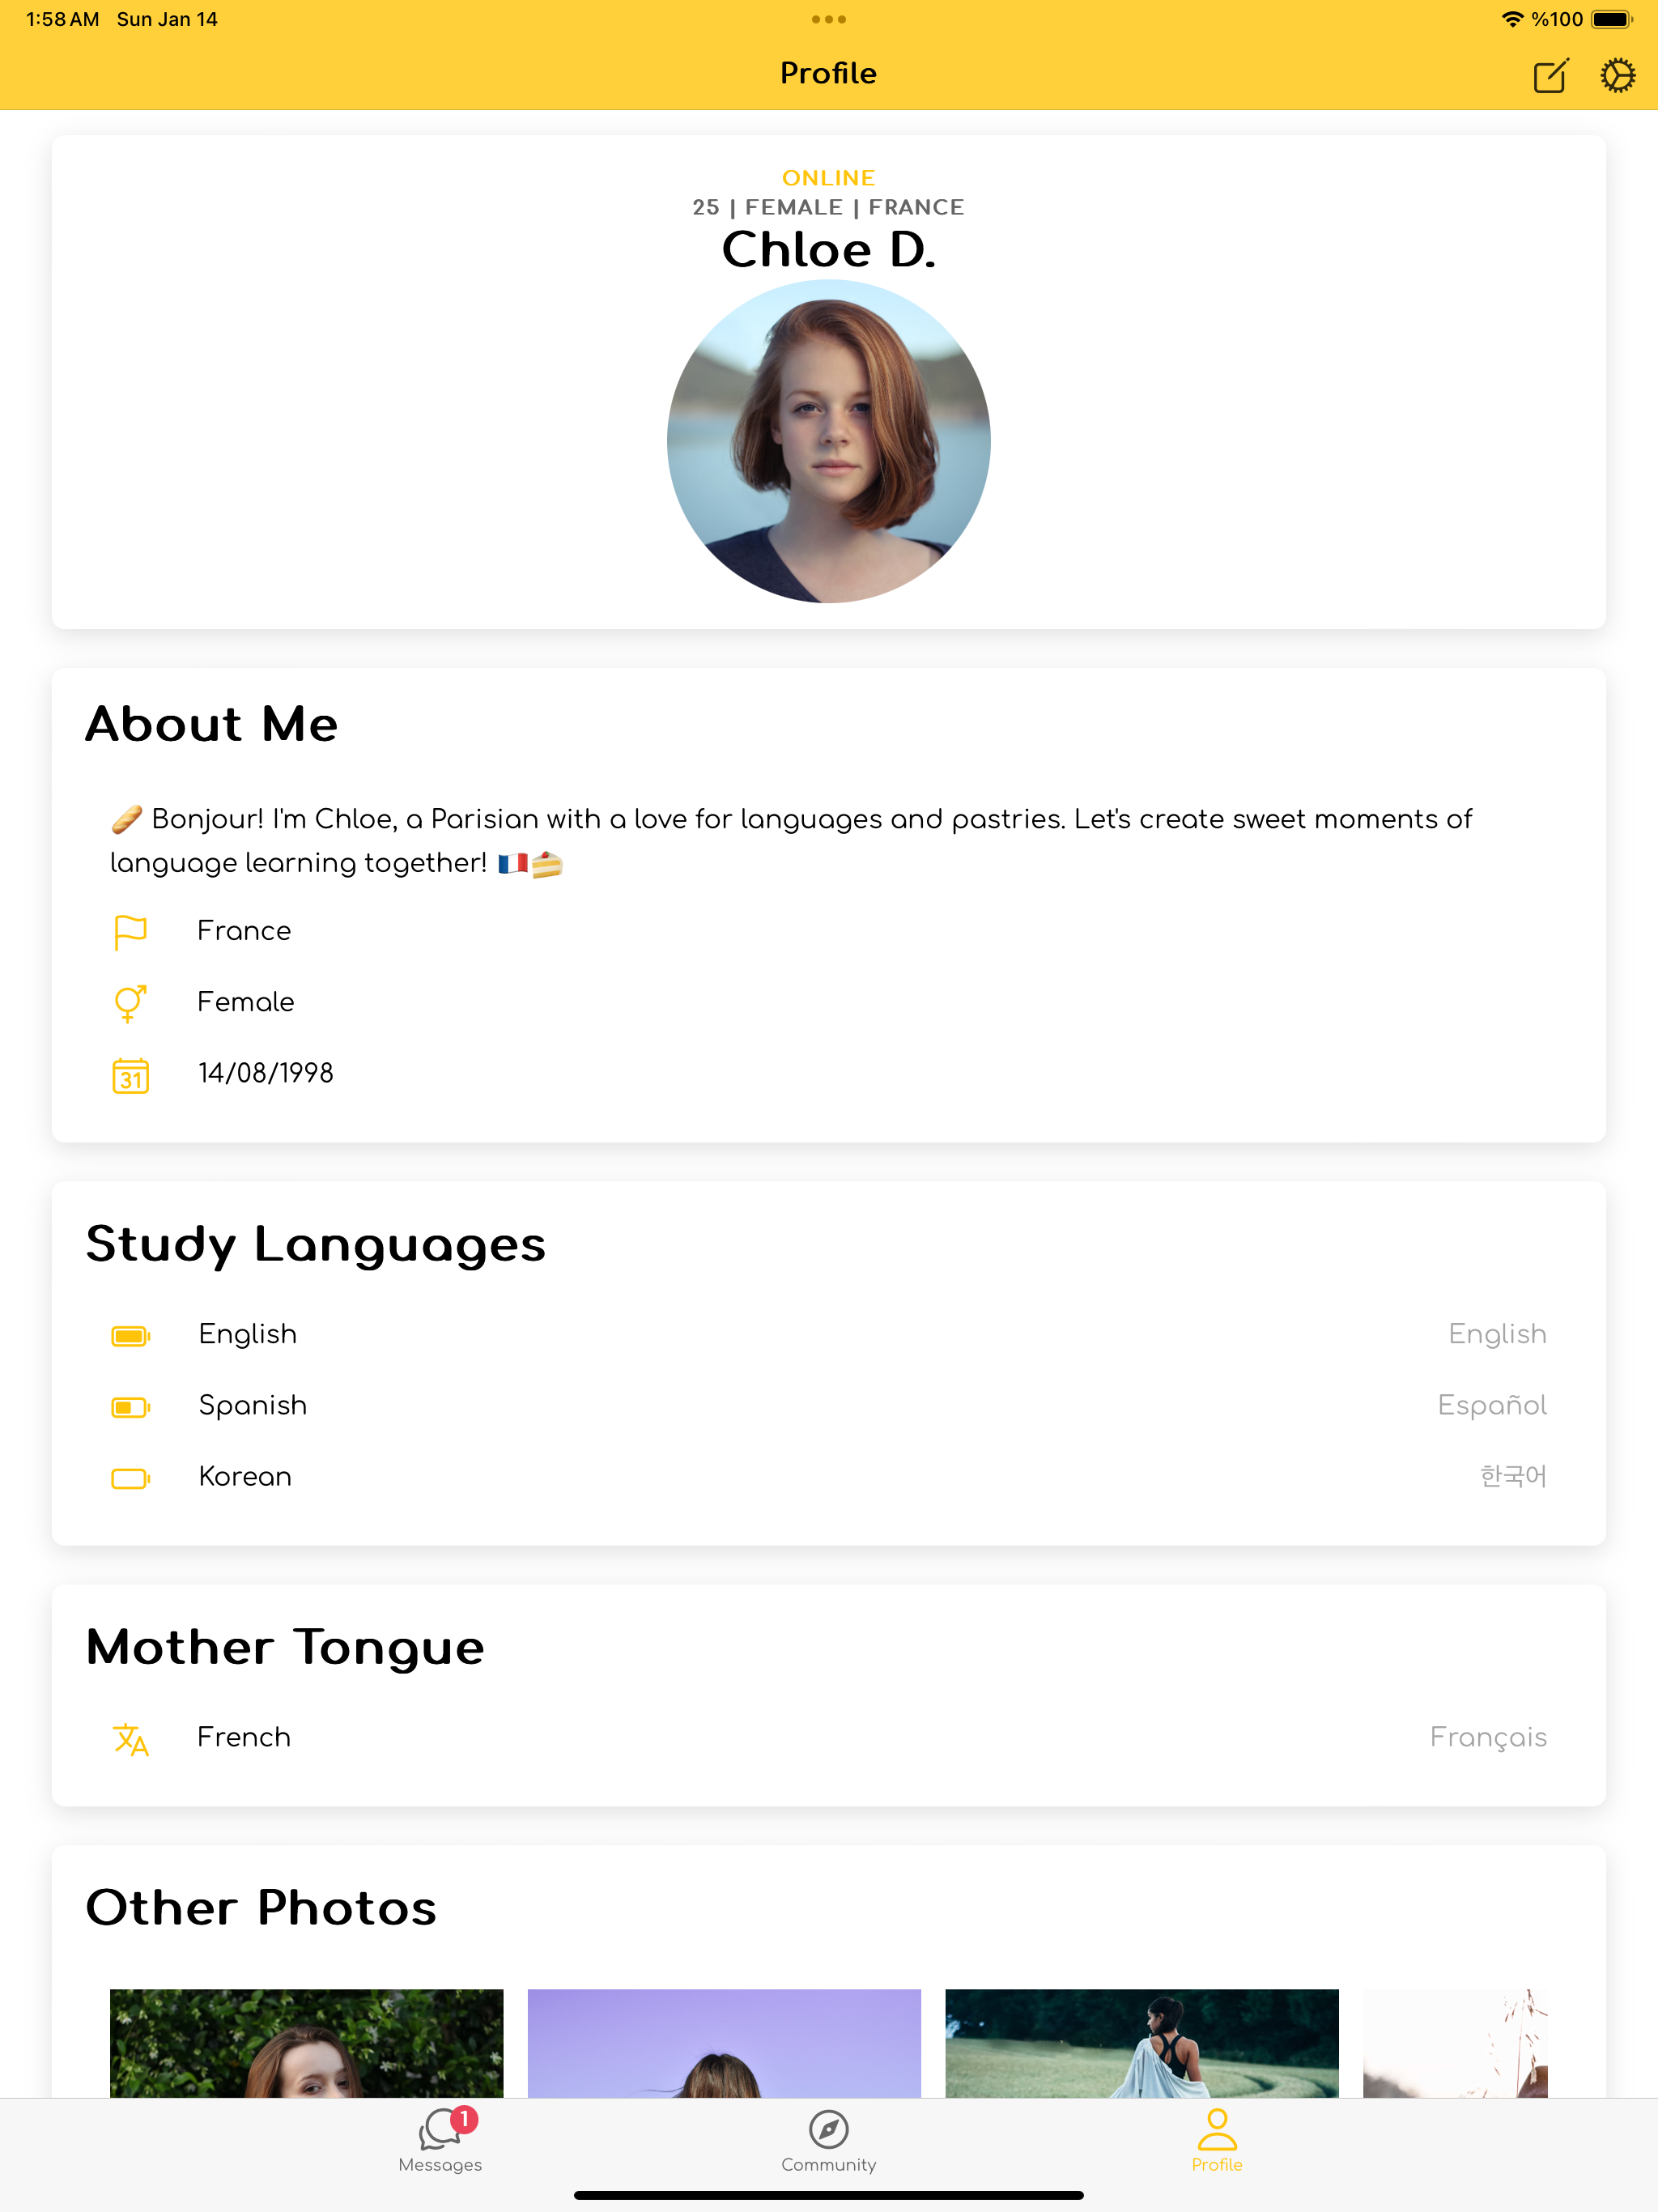 1:58 AM Sun Jan 14
%100
Profile
ONLINE
25 | FEMALE | FRANCE
Chloe D.
About Me
🥖 Bonjour! I'm Chloe, a Parisian with a love for languages and pastries. Let's create sweet moments of
language learning together! 🇫🇷🍰
France
Female
31
14/08/1998
Study Languages
English English
Spanish Español
Korean 한국어
Mother Tongue
French Français
Other Photos
1
Messages Community Profile